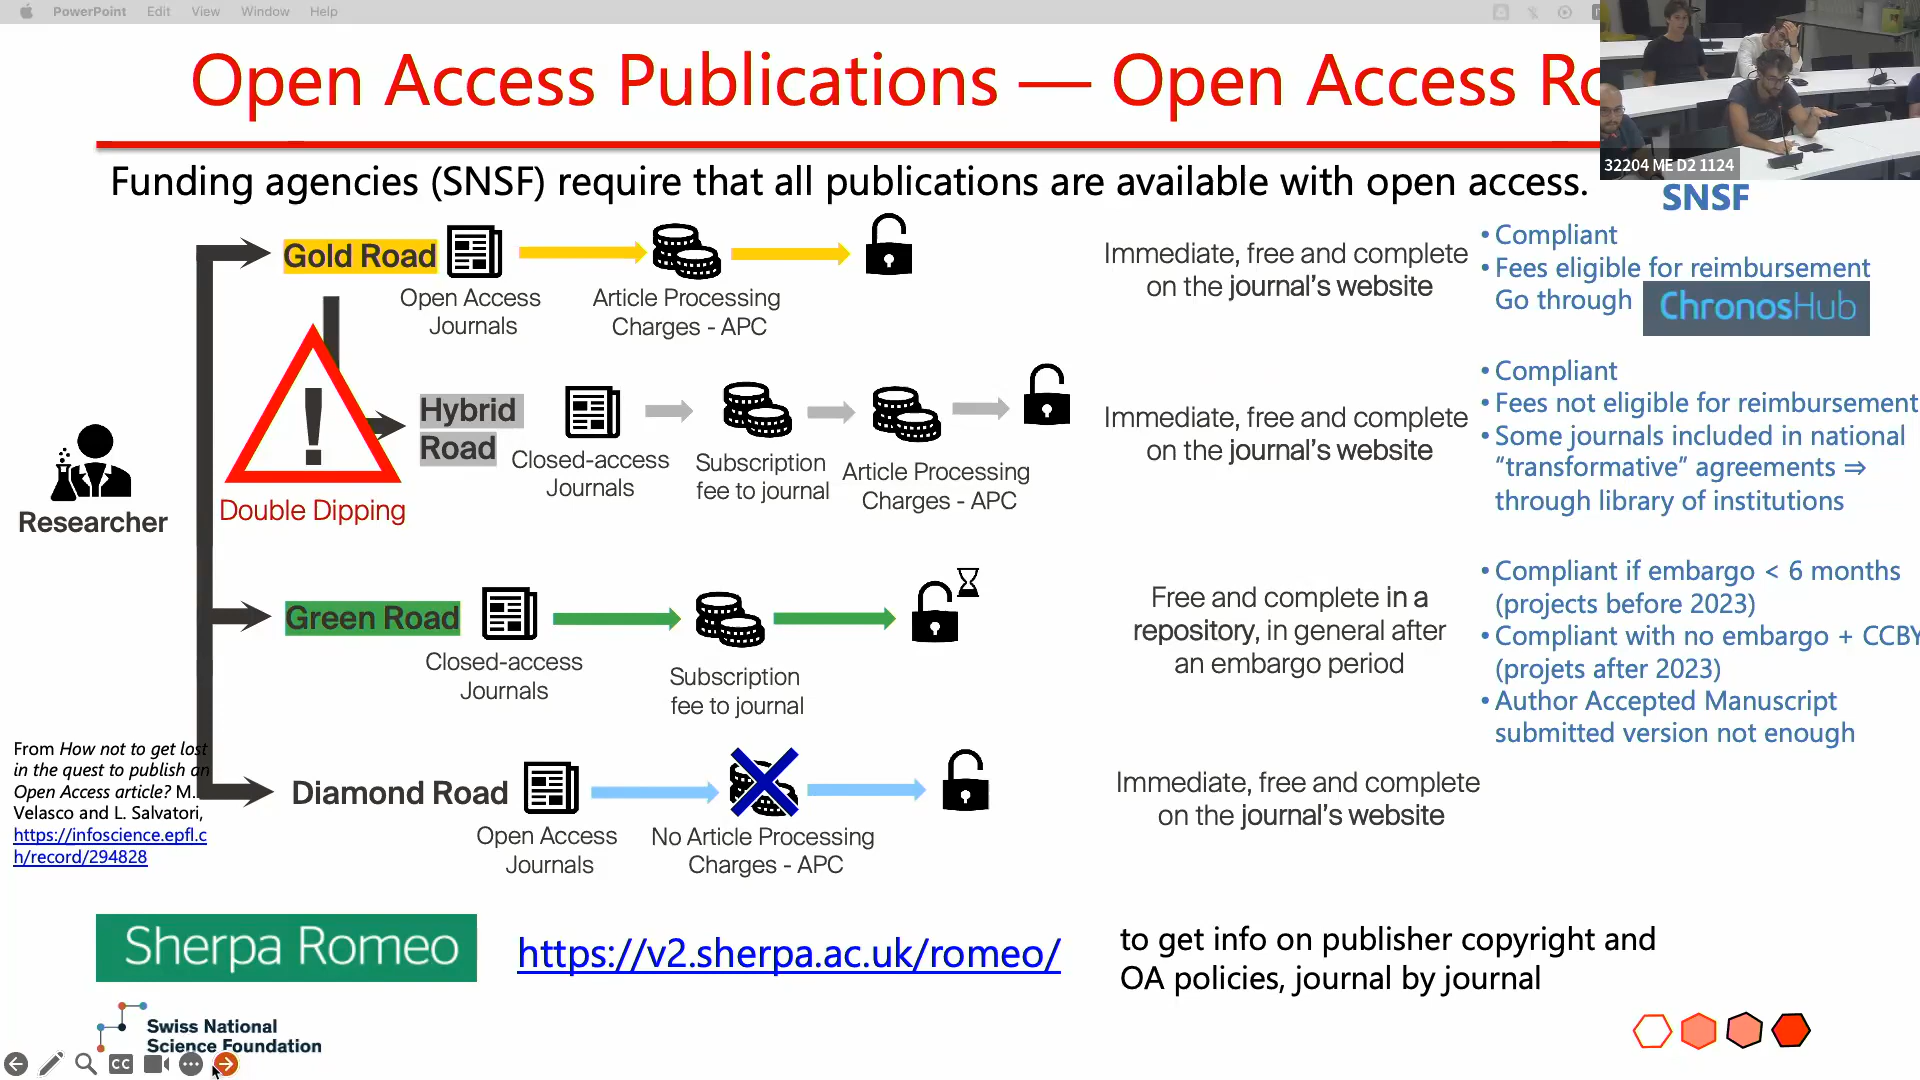 PowerPoint Edit View Window Help
Open Access Publications — Open Access Ro
32204 ME D2 1124
Funding agencies (SNSF) require that all publications are available with open access.
SNSF
Gold Road
Open Access
Journals
Article Processing
Charges - APC
Immediate, free and complete
on the journal's website
• Compliant
• Fees eligible for reimbursement
Go through ChronosHub
Double Dipping
Hybrid
Road
Closed-access
Journals
Subscription
fee to journal
Article Processing
Charges - APC
Immediate, free and complete
on the journal's website
• Compliant
• Fees not eligible for reimbursement
• Some journals included in national
“transformative” agreements ⇒
through library of institutions
Researcher
Green Road
Closed-access
Journals
Subscription
fee to journal
Free and complete in a
repository, in general after
an embargo period
• Compliant if embargo < 6 months
(projects before 2023)
• Compliant with no embargo + CCBY
(projets after 2023)
• Author Accepted Manuscript
submitted version not enough
From How not to get lost
in the quest to publish an
Open Access article? M.
Velasco and L. Salvatori,
https://infoscience.epfl.c
h/record/294828
Diamond Road
Open Access
Journals
No Article Processing
Charges - APC
Immediate, free and complete
on the journal's website
Sherpa Romeo
https://v2.sherpa.ac.uk/romeo/
to get info on publisher copyright and
OA policies, journal by journal
Swiss National
Science Foundation
CC